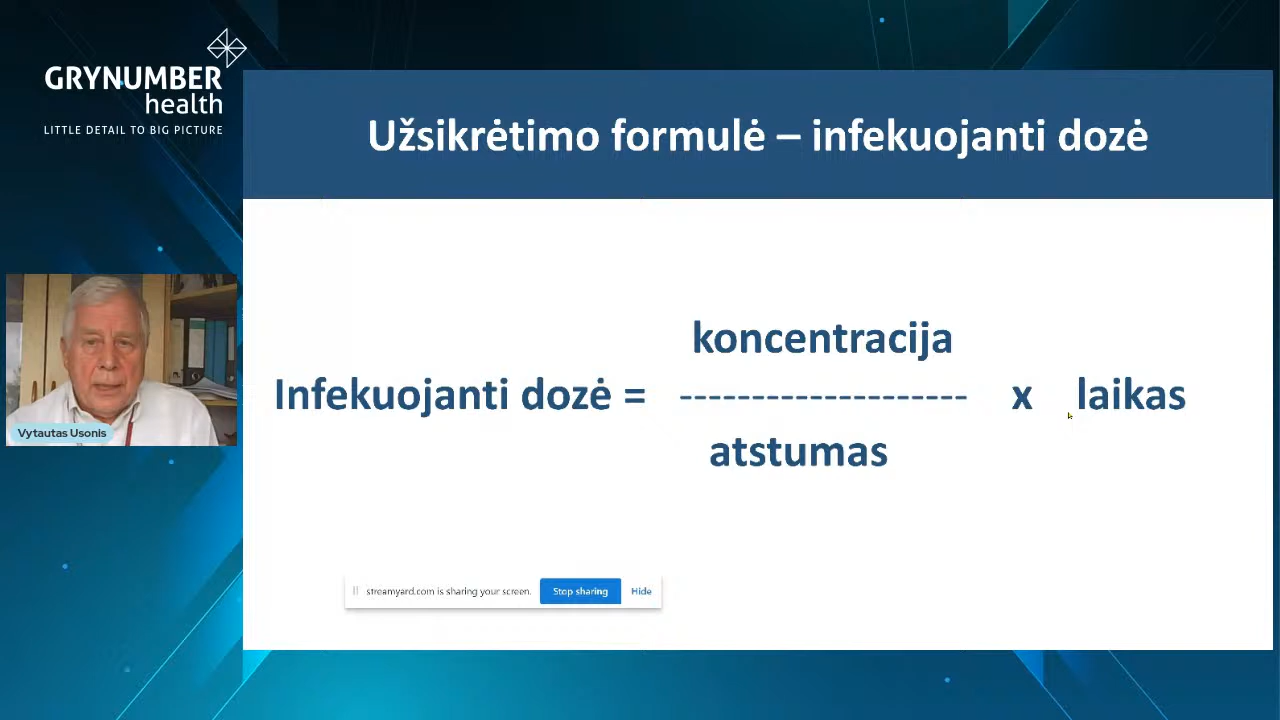 GRYNUMBER
health
LITTLE DETAIL TO BIG PICTURE
Užsikrėtimo formulė – infekuojanti dozė
koncentracija
Infekuojanti dozė = -------------------- x laikas
atstumas
Vytautas Usonis
streamyard.com is sharing your screen. Stop sharing Hide